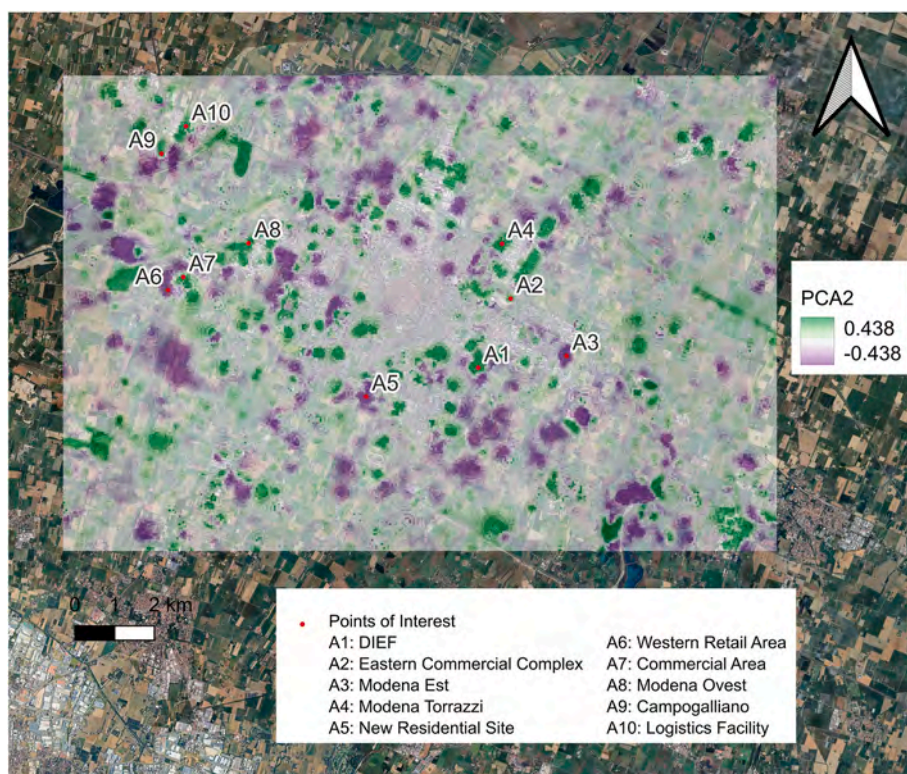 A10
A9
A8
A4
A7
A6
A2
A1
A3
A5
PCA2
0.438
-0.438
0 1 2 km
Points of Interest
A1: DIEF
A2: Eastern Commercial Complex
A3: Modena Est
A4: Modena Torrazzi
A5: New Residential Site
A6: Western Retail Area
A7: Commercial Area
A8: Modena Ovest
A9: Campogalliano
A10: Logistics Facility